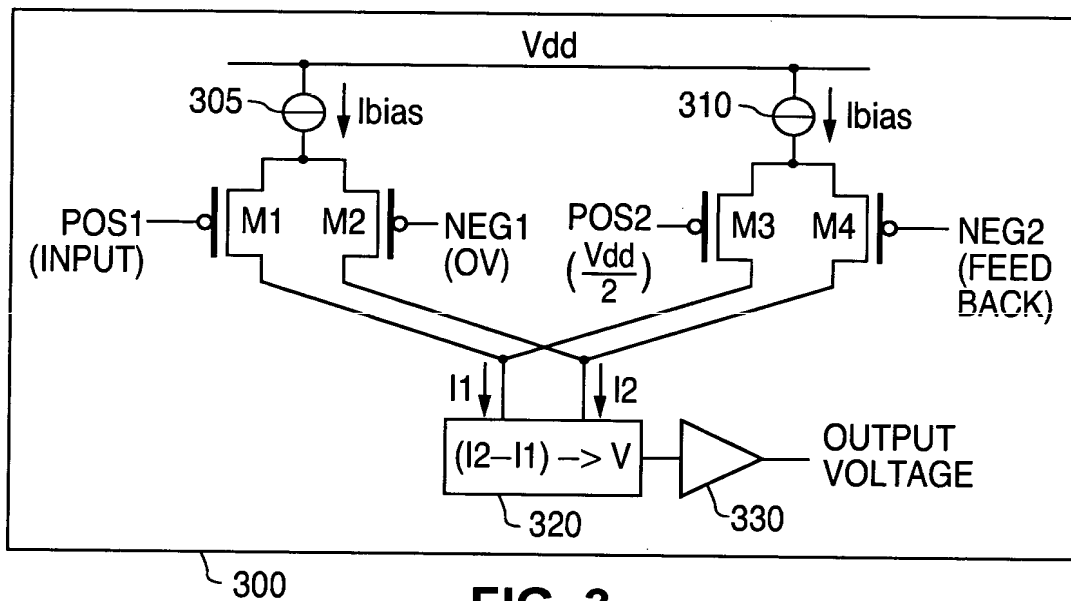 Vdd
305
Ibias
310
Ibias
POS1
(INPUT)
M1
M2
NEG1
(OV)
POS2
(Vdd
2)
M3
M4
NEG2
(FEED
BACK)
I1
I2
(I2–I1) –> V
OUTPUT
VOLTAGE
320
330
300